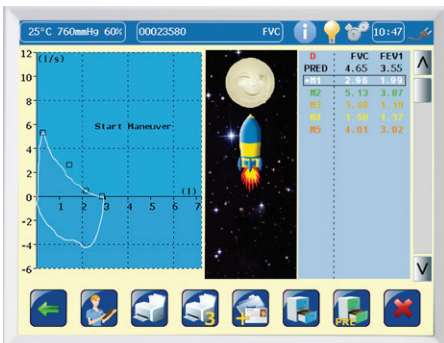 25°C 760mmHg 60%
00023580 FVC
10:47
(l/s)
12
10
8
6
4
2
0
-2
-4
-6
Start Maneuver
(l)
1 2 3 4 5 6 7
D FVC FEV1
PRED 4.65 3.55
+M1 2.96 1.99
M2 5.13 3.87
M3 3.48 1.19
M4 1.50 1.37
M5 4.01 3.02
3
PRE